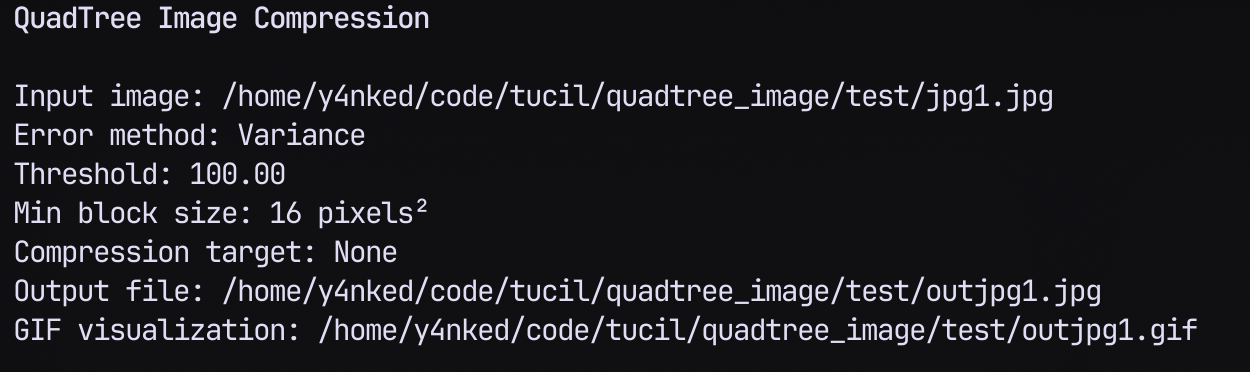 QuadTree Image Compression
Input image: /home/y4nked/code/tucil/quadtree_image/test/jpg1.jpg
Error method: Variance
Threshold: 100.00
Min block size: 16 pixels²
Compression target: None
Output file: /home/y4nked/code/tucil/quadtree_image/test/outjpg1.jpg
GIF visualization: /home/y4nked/code/tucil/quadtree_image/test/outjpg1.gif